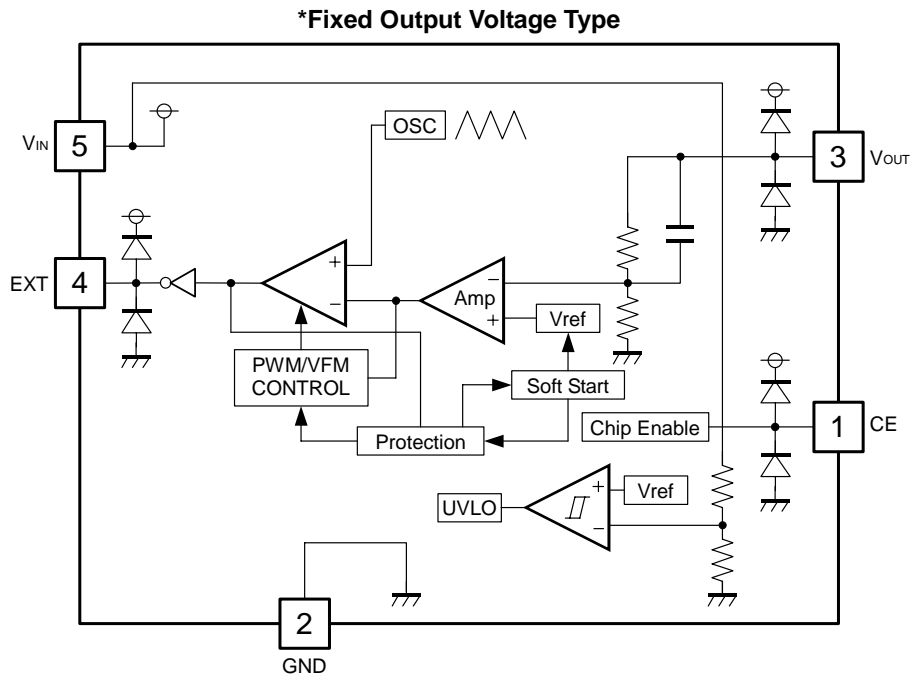 *Fixed Output Voltage Type
VIN
5
OSC
3
VOUT
EXT
4
+
−
Amp
−
+
Vref
PWM/VFM
CONTROL
Soft Start
Protection
Chip Enable
1
CE
UVLO
+
−
Vref
2
GND